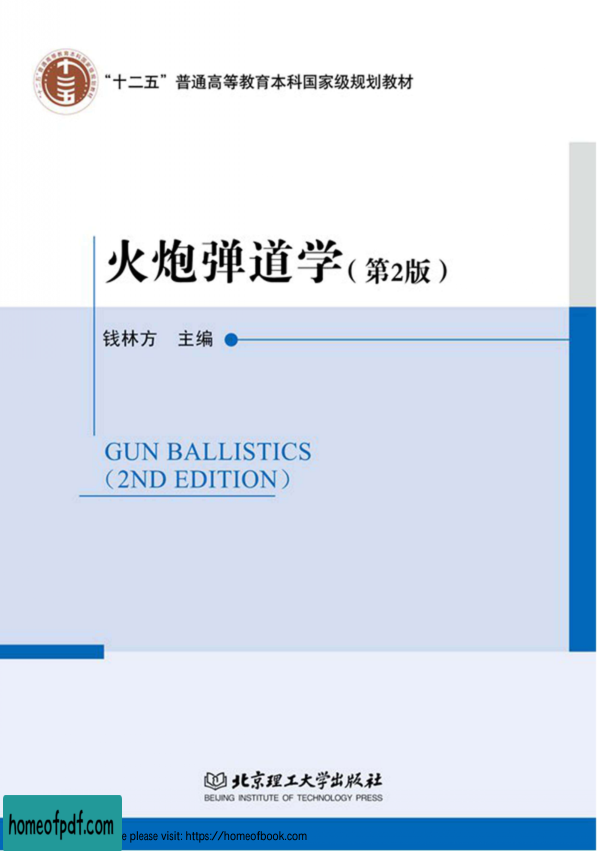 “十二五”普通高等教育本科国家级规划教材
火炮弹道学（第2版）
钱林方 主编
GUN BALLISTICS
（2ND EDITION）
北京理工大学出版社
BEIJING INSTITUTE OF TECHNOLOGY PRESS
homeofpdf.com
e please visit: https://homeofbook.com